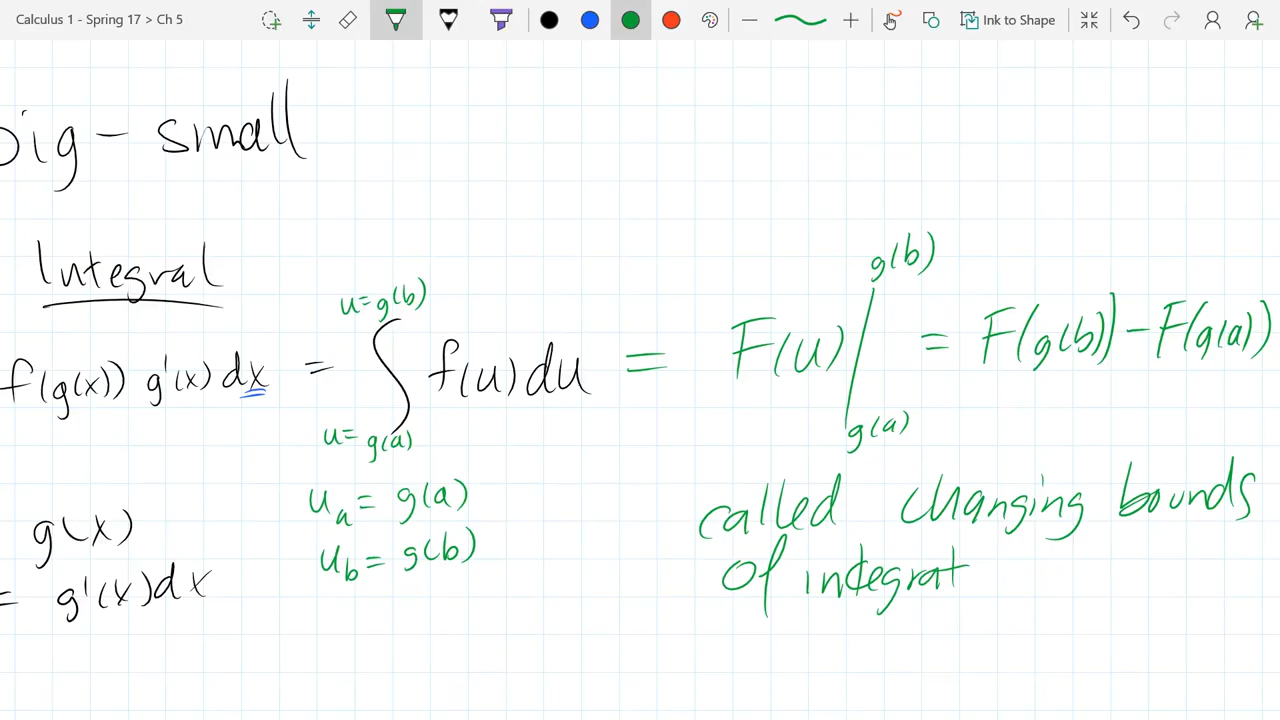 Calculus 1 - Spring 17 > Ch 5
Ink to Shape
big - small
Integral
f(g(x)) g'(x) dx = ∫_{u=g(a)}^{u=g(b)} f(u) du = F(u) |_{g(a)}^{g(b)} = F(g(b)) - F(g(a))
u_a = g(a)
u_b = g(b)
g(x)
= g'(x) dx
called changing bounds
of integrat